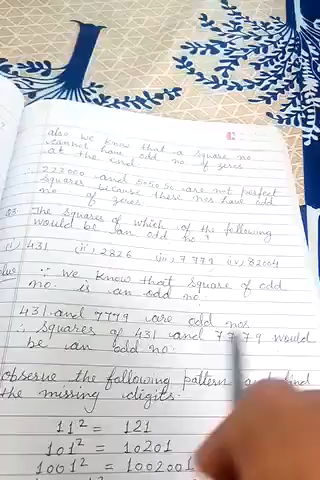 also we know that a square no.
cannot have odd no of zeroes
at the end
∴ 222000 and 505050 are not perfect
squares because these nos have odd
no of zeroes.
Q3 The squares of which of the following
would be an odd no?
(i) 431 (ii) 2826 (iii) 7779 (iv) 82004
∵ we know that square of odd
no. is an odd no.
431 and 7779 are odd nos
∴ squares of 431 and 7779 would
be an odd no.
observe the following pattern and find
the missing digits.
11² = 121
101² = 10201
1001² = 1002001